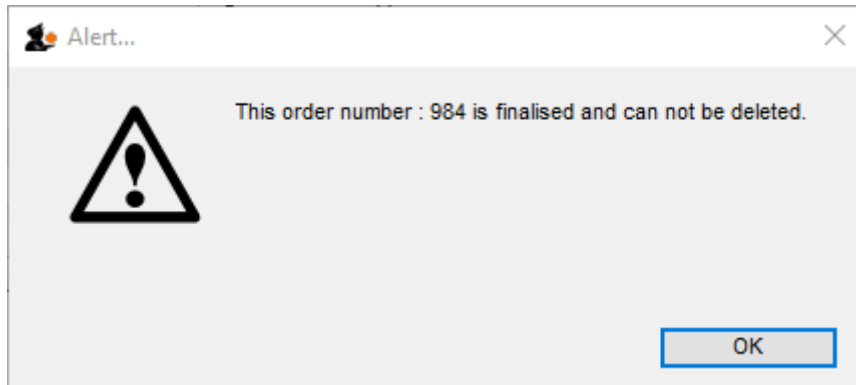 Alert...
This order number : 984 is finalised and can not be deleted.
OK